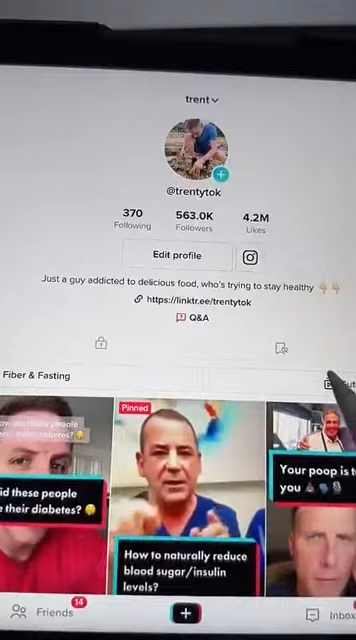 trent
@trentytok
370
Following
563.0K
Followers
4.2M
Likes
Edit profile
Just a guy addicted to delicious food, who's trying to stay healthy 👇🏼👇🏼
https://linktr.ee/trentytok
Q&A
Fiber & Fasting
Pinned
id these people
their diabetes? 🤔
How to naturally reduce
blood sugar/insulin
levels?
Your poop is t
you
Friends
14
Inbox